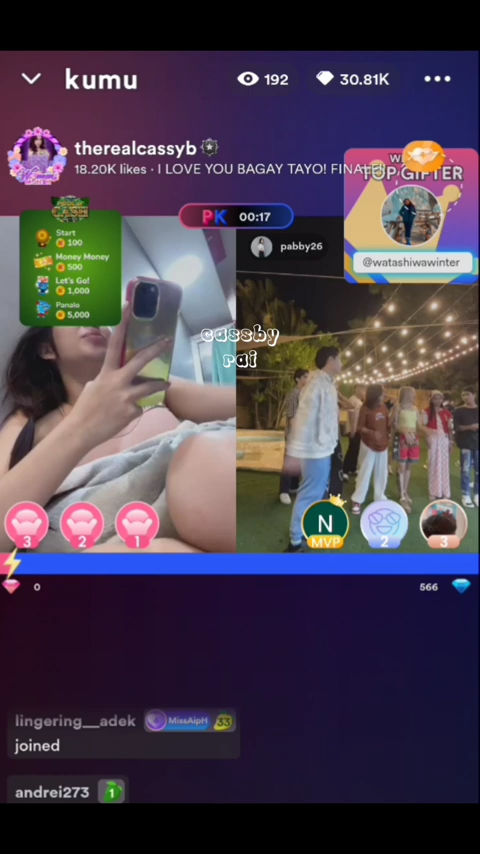 kumu
192
30.81K
therealcassyb
18.20K likes · I LOVE YOU BAGAY TAYO! FINALE!!
TOP GIFTER
@watashiwawinter
PK 00:17
Start
100
Money Money
500
Let's Go!
1,000
Panalo
5,000
pabby26
cassby
rai
3
2
1
N
MVP
2
3
0
566
lingering__adek MissAipH 33
joined
andrei273 1